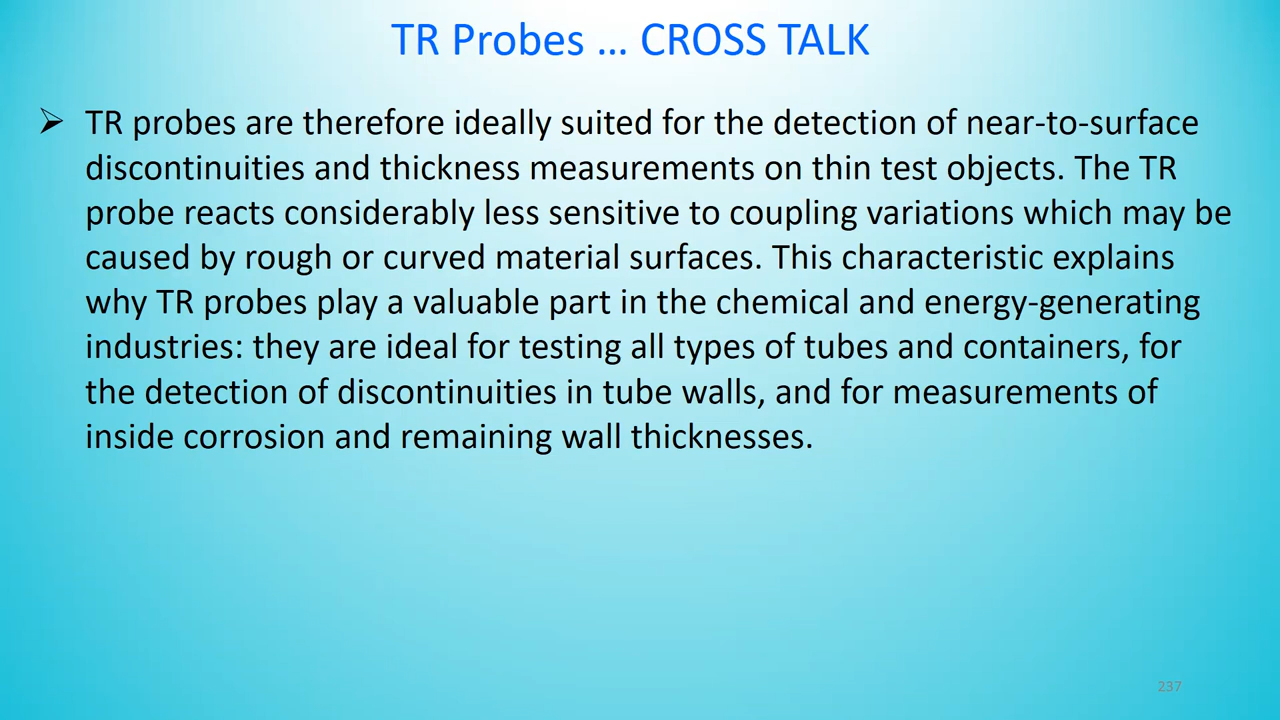 TR Probes … CROSS TALK
➢ TR probes are therefore ideally suited for the detection of near-to-surface
discontinuities and thickness measurements on thin test objects. The TR
probe reacts considerably less sensitive to coupling variations which may be
caused by rough or curved material surfaces. This characteristic explains
why TR probes play a valuable part in the chemical and energy-generating
industries: they are ideal for testing all types of tubes and containers, for
the detection of discontinuities in tube walls, and for measurements of
inside corrosion and remaining wall thicknesses.
237